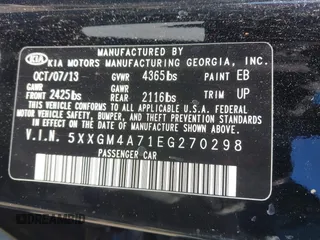 MANUFACTURED BY
KIA KIA MOTORS MANUFACTURING GEORGIA, INC.
OCT/07/13 GVWR 4365lbs PAINT EB
GAWR FRONT 2425lbs GAWR REAR 2116lbs TRIM UP
THIS VEHICLE CONFORMS TO ALL APPLICABLE U.S. FEDERAL MOTOR
VEHICLE SAFETY, BUMPER, AND THEFT PREVENTION STANDARDS IN
EFFECT ON THE DATE OF MANUFACTURE SHOWN ABOVE.
V.I.N. 5XXGM4A71EG270298
PASSENGER CAR
DREAMBID